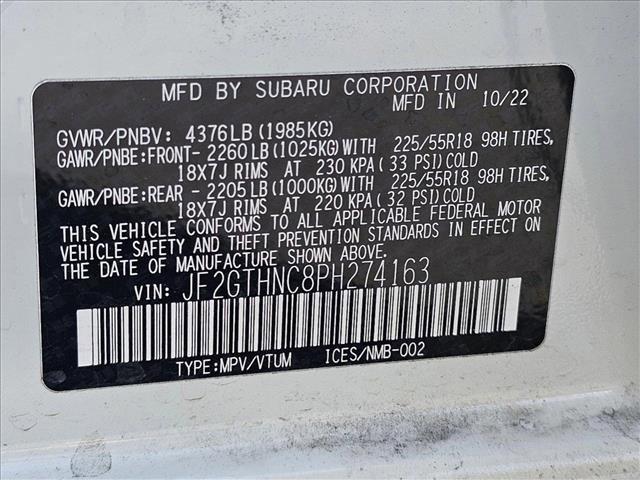 MFD BY SUBARU CORPORATION
MFD IN 10/22
GVWR/PNBV: 4376LB(1985KG)
GAWR/PNBE:FRONT- 2260LB(1025KG)WITH 225/55R18 98H TIRES,
18X7J RIMS AT 230 KPA(33 PSI)COLD
GAWR/PNBE:REAR - 2205LB(1000KG)WITH 225/55R18 98H TIRES,
18X7J RIMS AT 220 KPA(32 PSI)COLD
THIS VEHICLE CONFORMS TO ALL APPLICABLE FEDERAL MOTOR
VEHICLE SAFETY AND THEFT PREVENTION STANDARDS IN EFFECT ON
THE DATE OF MANUFACTURE SHOWN ABOVE.
VIN: JF2GTHNC8PH274163
TYPE:MPV/VTUM ICES/NMB-002